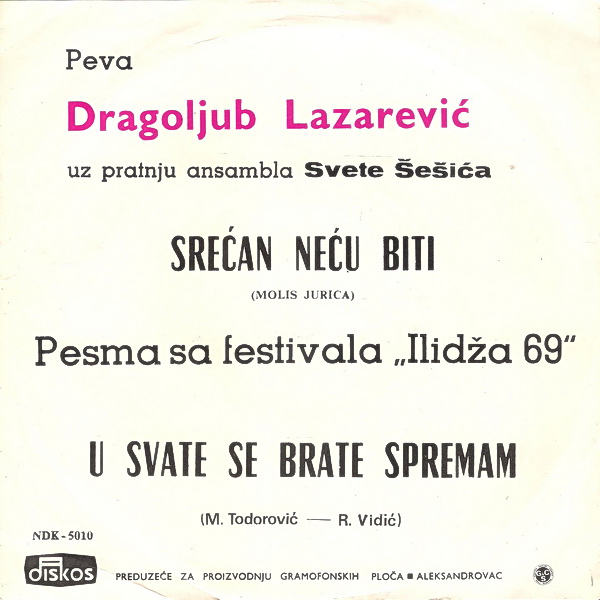 Peva
Dragoljub Lazarević
uz pratnju ansambla Svete Šešića
SREĆAN NEĆU BITI
(MOLIS JURICA)
Pesma sa festivala „Ilidža 69“
U SVATE SE BRATE SPREMAM
(M. Todorović — R. Vidić)
NDK - 5010
diskos PREDUZEĆE ZA PROIZVODNJU GRAMOFONSKIH PLOČA ■ ALEKSANDROVAC